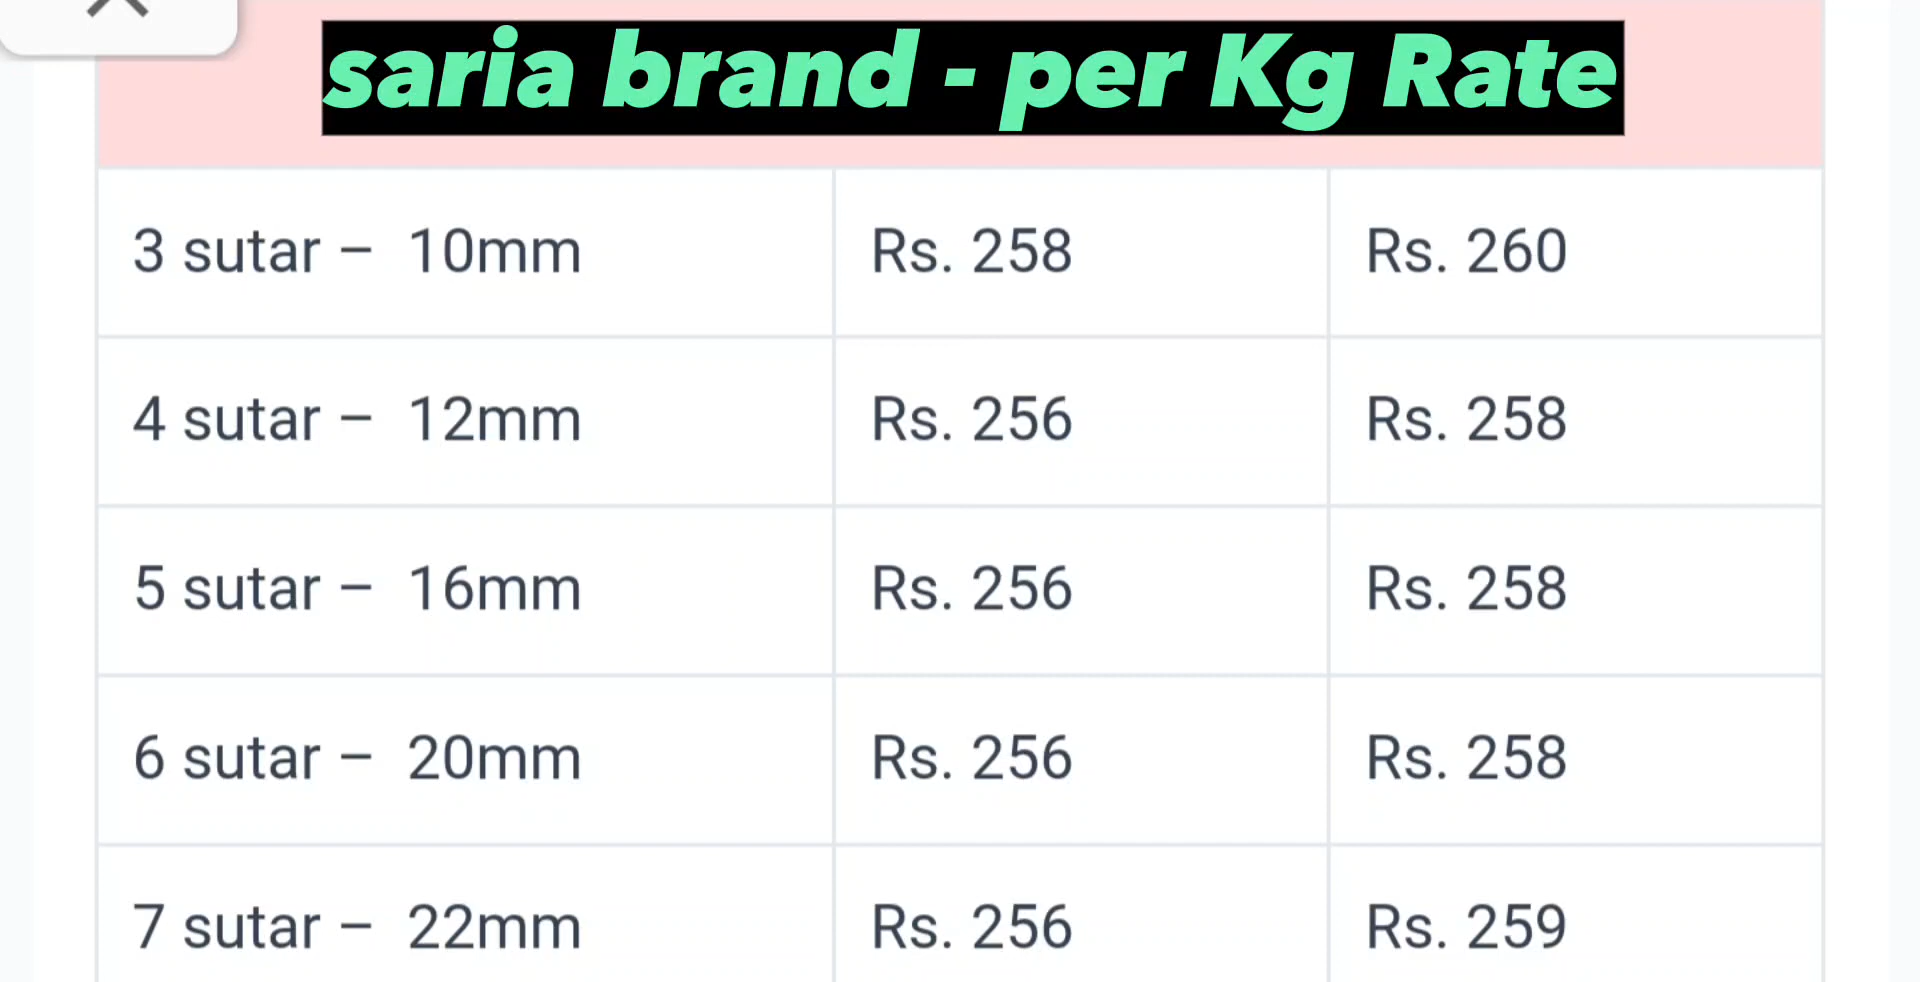 saria brand - per Kg Rate
3 sutar – 10mm Rs. 258 Rs. 260
4 sutar – 12mm Rs. 256 Rs. 258
5 sutar – 16mm Rs. 256 Rs. 258
6 sutar – 20mm Rs. 256 Rs. 258
7 sutar – 22mm Rs. 256 Rs. 259